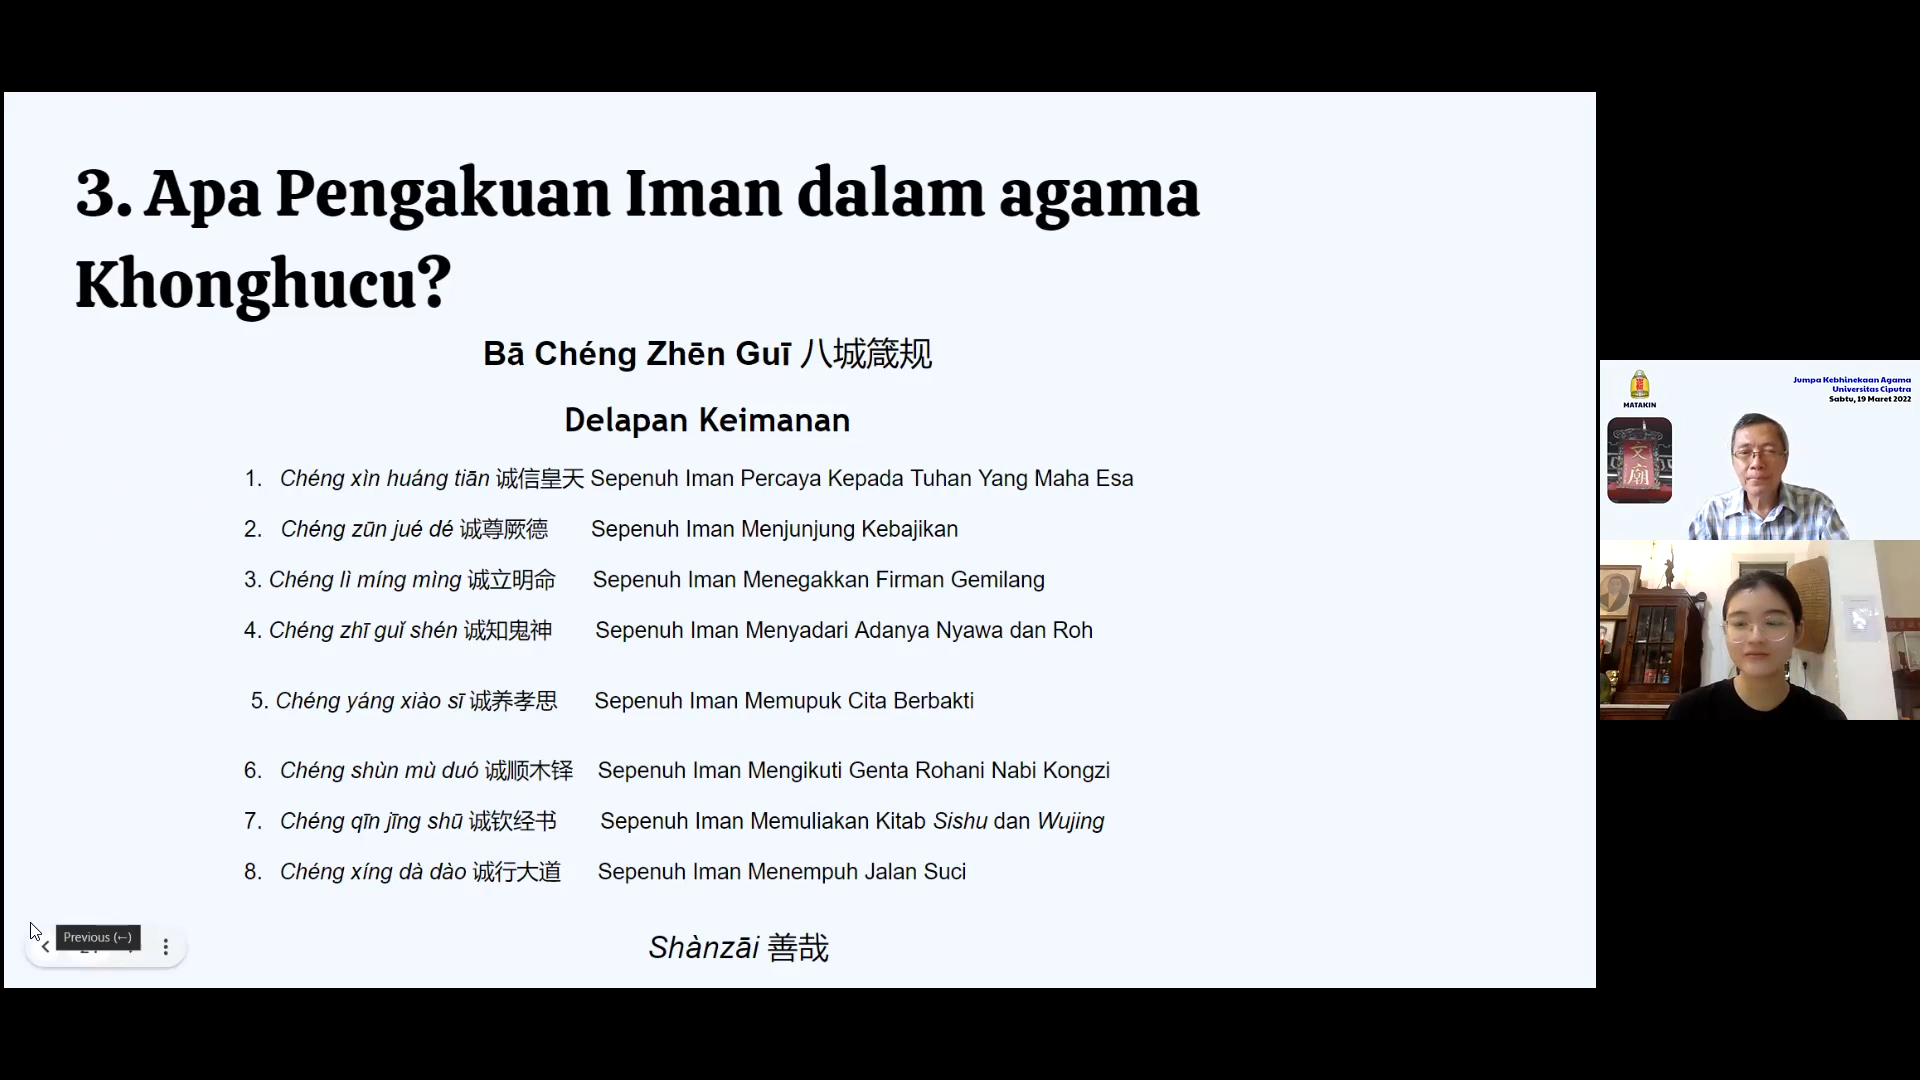 3. Apa Pengakuan Iman dalam agama
Khonghucu?
Bā Chéng Zhēn Guī 八城箴规
Delapan Keimanan
1. Chéng xìn huáng tiān 诚信皇天 Sepenuh Iman Percaya Kepada Tuhan Yang Maha Esa
2. Chéng zūn jué dé 诚尊厥德 Sepenuh Iman Menjunjung Kebajikan
3. Chéng lì míng mìng 诚立明命 Sepenuh Iman Menegakkan Firman Gemilang
4. Chéng zhī guǐ shén 诚知鬼神 Sepenuh Iman Menyadari Adanya Nyawa dan Roh
5. Chéng yáng xiào sī 诚养孝思 Sepenuh Iman Memupuk Cita Berbakti
6. Chéng shùn mù duó 诚顺木铎 Sepenuh Iman Mengikuti Genta Rohani Nabi Kongzi
7. Chéng qīn jīng shū 诚钦经书 Sepenuh Iman Memuliakan Kitab Sishu dan Wujing
8. Chéng xíng dà dào 诚行大道 Sepenuh Iman Menempuh Jalan Suci
Shànzāi 善哉
Previous (←)
MATAKIN
Jumpa Kebhinekaan Agama
Universitas Ciputra
Sabtu, 19 Maret 2022
文廟